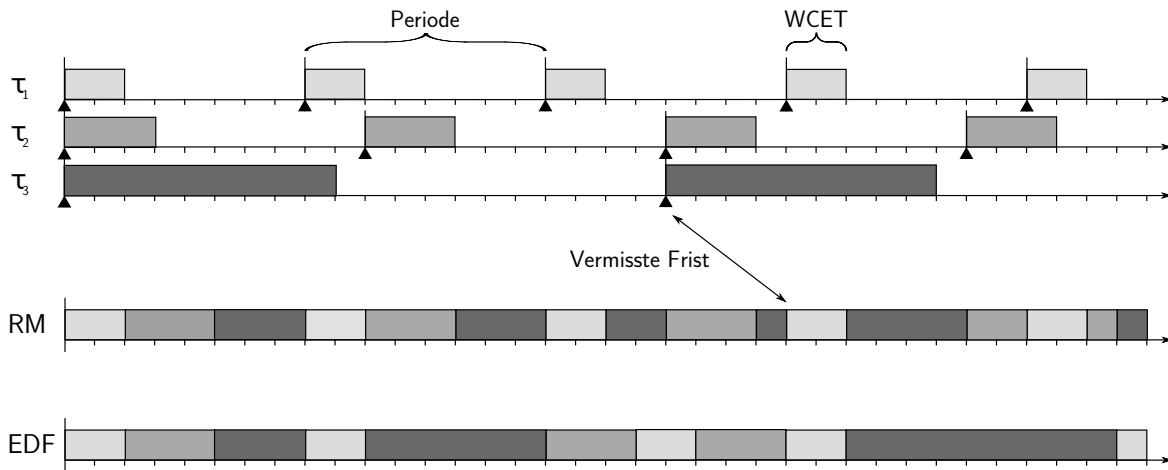 Periode
WCET
τ1
τ2
τ3
Vermisste Frist
RM
EDF